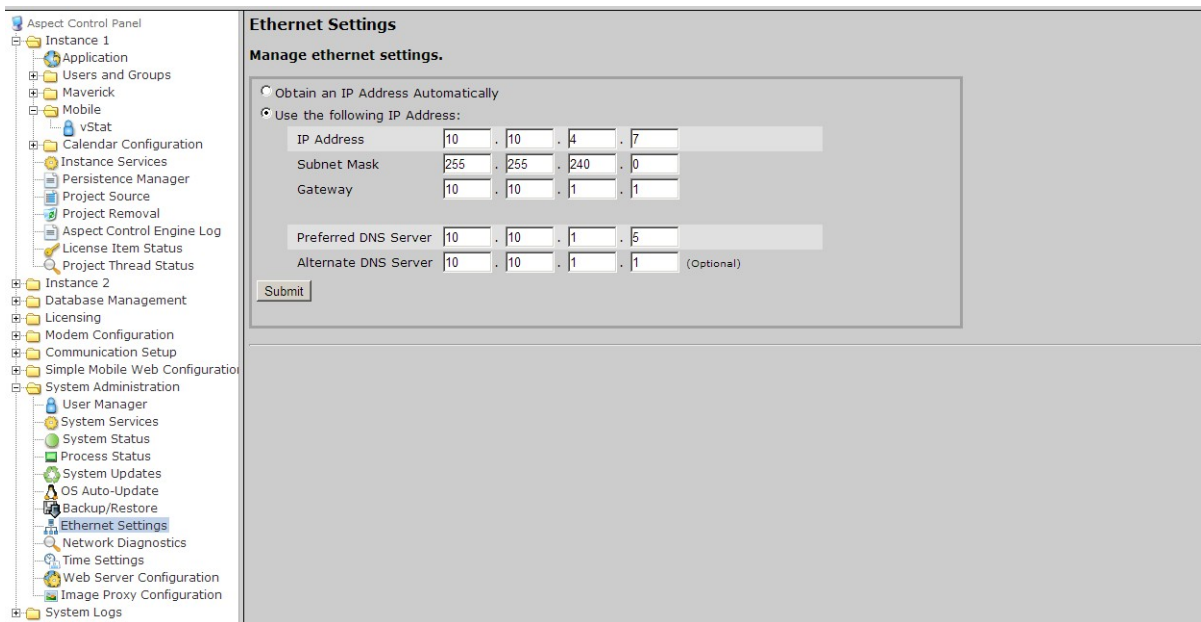 Aspect Control Panel
Instance 1
Application
Users and Groups
Maverick
Mobile
vStat
Calendar Configuration
Instance Services
Persistence Manager
Project Source
Project Removal
Aspect Control Engine Log
License Item Status
Project Thread Status
Instance 2
Database Management
Licensing
Modem Configuration
Communication Setup
Simple Mobile Web Configuratio
System Administration
User Manager
System Services
System Status
Process Status
System Updates
OS Auto-Update
Backup/Restore
Ethernet Settings
Network Diagnostics
Time Settings
Web Server Configuration
Image Proxy Configuration
System Logs
Ethernet Settings
Manage ethernet settings.
Obtain an IP Address Automatically
Use the following IP Address:
IP Address 10 . 10 . 4 . 7
Subnet Mask 255 . 255 . 240 . 0
Gateway 10 . 10 . 1 . 1
Preferred DNS Server 10 . 10 . 1 . 5
Alternate DNS Server 10 . 10 . 1 . 1 (Optional)
Submit